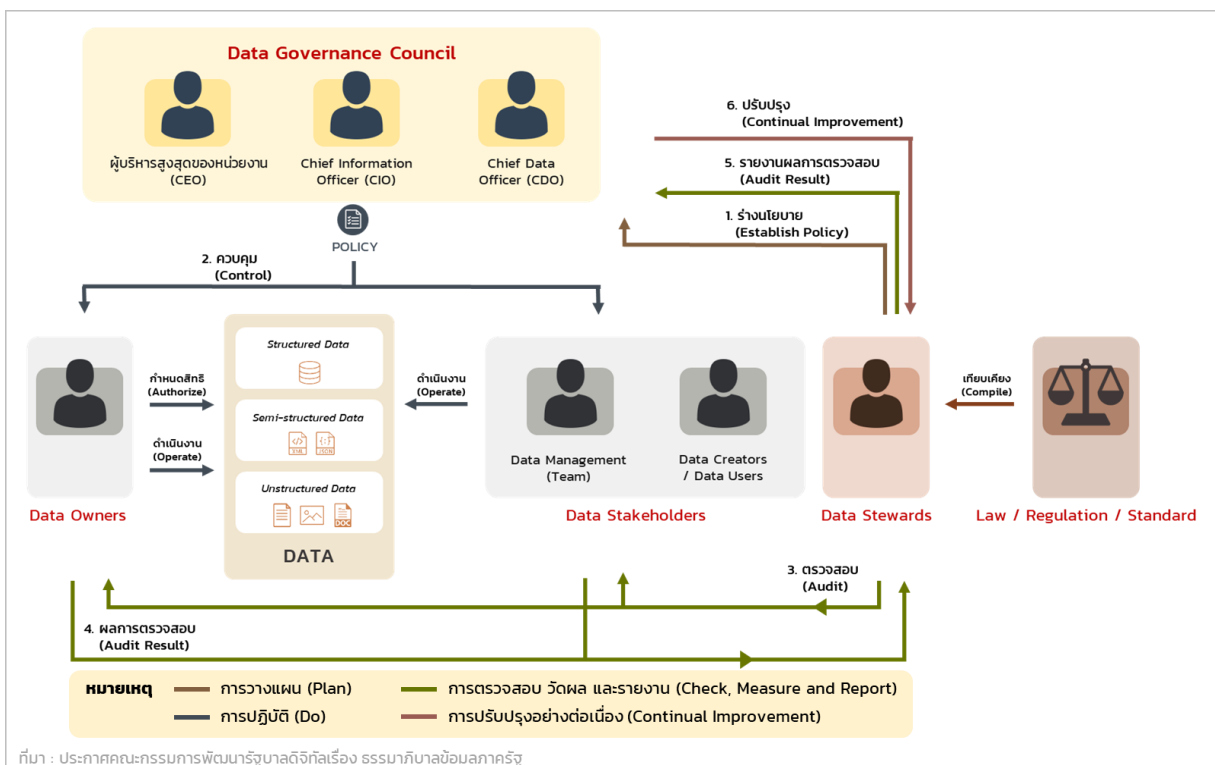 Data Governance Council
ผู้บริหารสูงสุดของหน่วยงาน
(CEO)
Chief Information
Officer (CIO)
Chief Data
Officer (CDO)
6. ปรับปรุง
(Continual Improvement)
5. รายงานผลการตรวจสอบ
(Audit Result)
1. ร่างนโยบาย
(Establish Policy)
POLICY
2. ควบคุม
(Control)
Structured Data
กำหนดสิทธิ
(Authorize)
ดำเนินงาน
(Operate)
Semi-structured Data
</>
XML
{:}
JSON
ดำเนินงาน
(Operate)
Unstructured Data
DOC
DATA
Data Management
(Team)
Data Creators
/ Data Users
เทียบเคียง
(Compile)
Data Owners
Data Stakeholders
Data Stewards
Law / Regulation / Standard
3. ตรวจสอบ
(Audit)
4. ผลการตรวจสอบ
(Audit Result)
หมายเหตุ
การวางแผน (Plan)
การตรวจสอบ วัดผล และรายงาน (Check, Measure and Report)
การปฏิบัติ (Do)
การปรับปรุงอย่างต่อเนื่อง (Continual Improvement)
ที่มา : ประกาศคณะกรรมการพัฒนารัฐบาลดิจิทัลเรื่อง ธรรมาภิบาลข้อมูลภาครัฐ